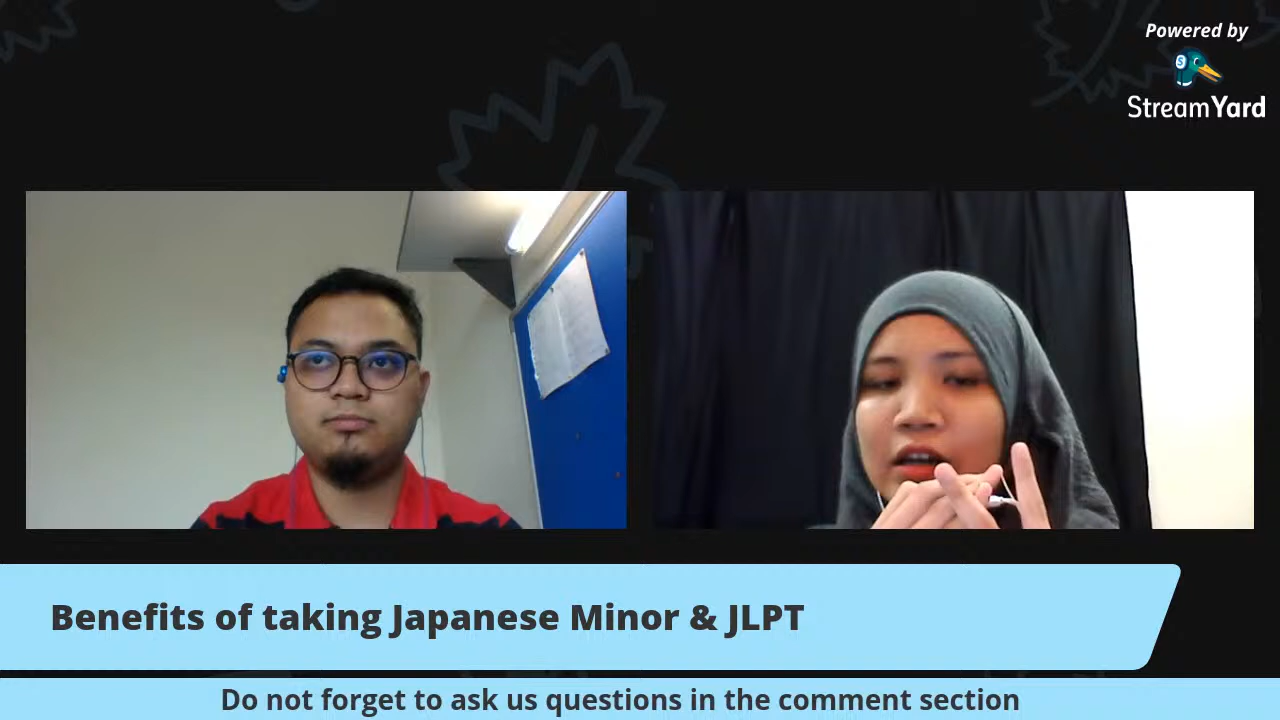 Powered by
StreamYard
Benefits of taking Japanese Minor & JLPT
Do not forget to ask us questions in the comment section